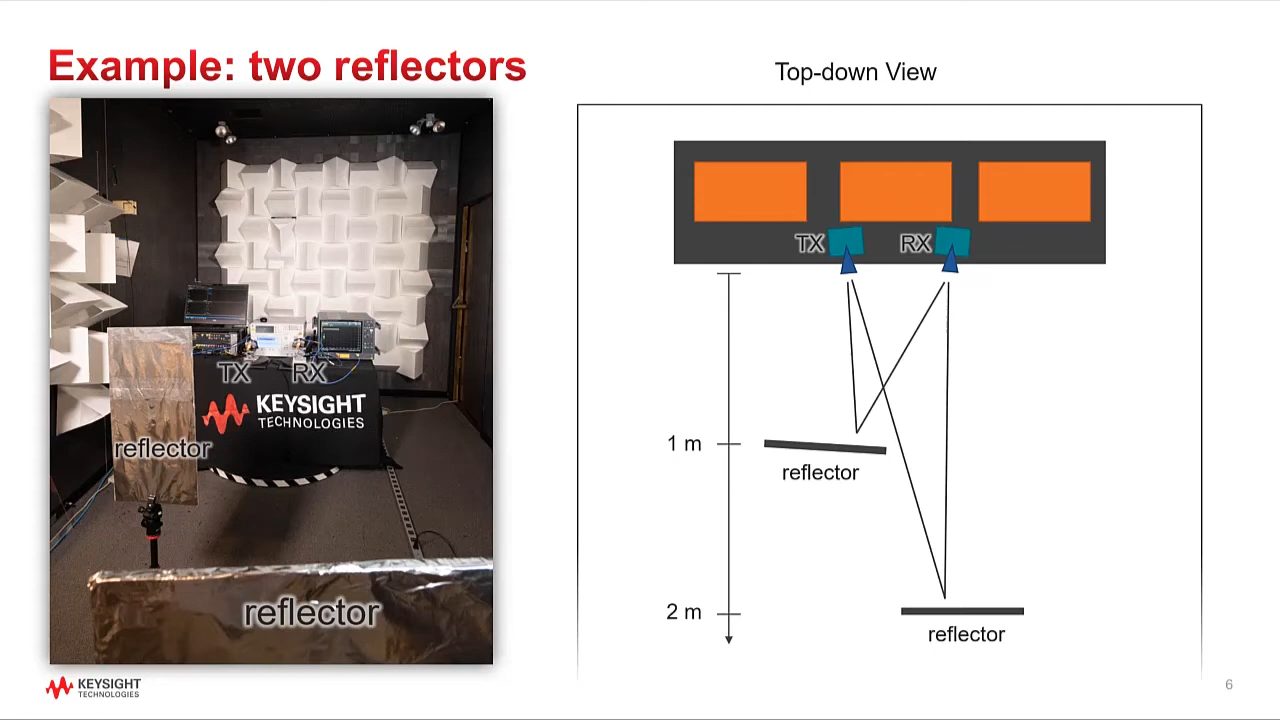 Example: two reflectors
Top-down View
TX RX
KEYSIGHT
TECHNOLOGIES
reflector
reflector
TX RX
1 m
reflector
2 m
reflector
KEYSIGHT
TECHNOLOGIES
6